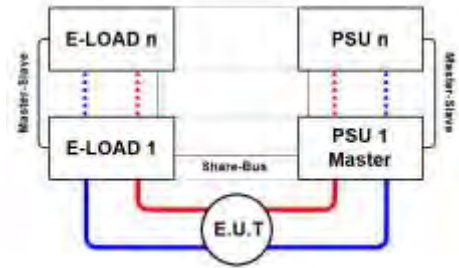 E-LOAD n
PSU n
Master-Slave
Master-Slave
E-LOAD 1
PSU 1
Master
Share-Bus
E.U.T